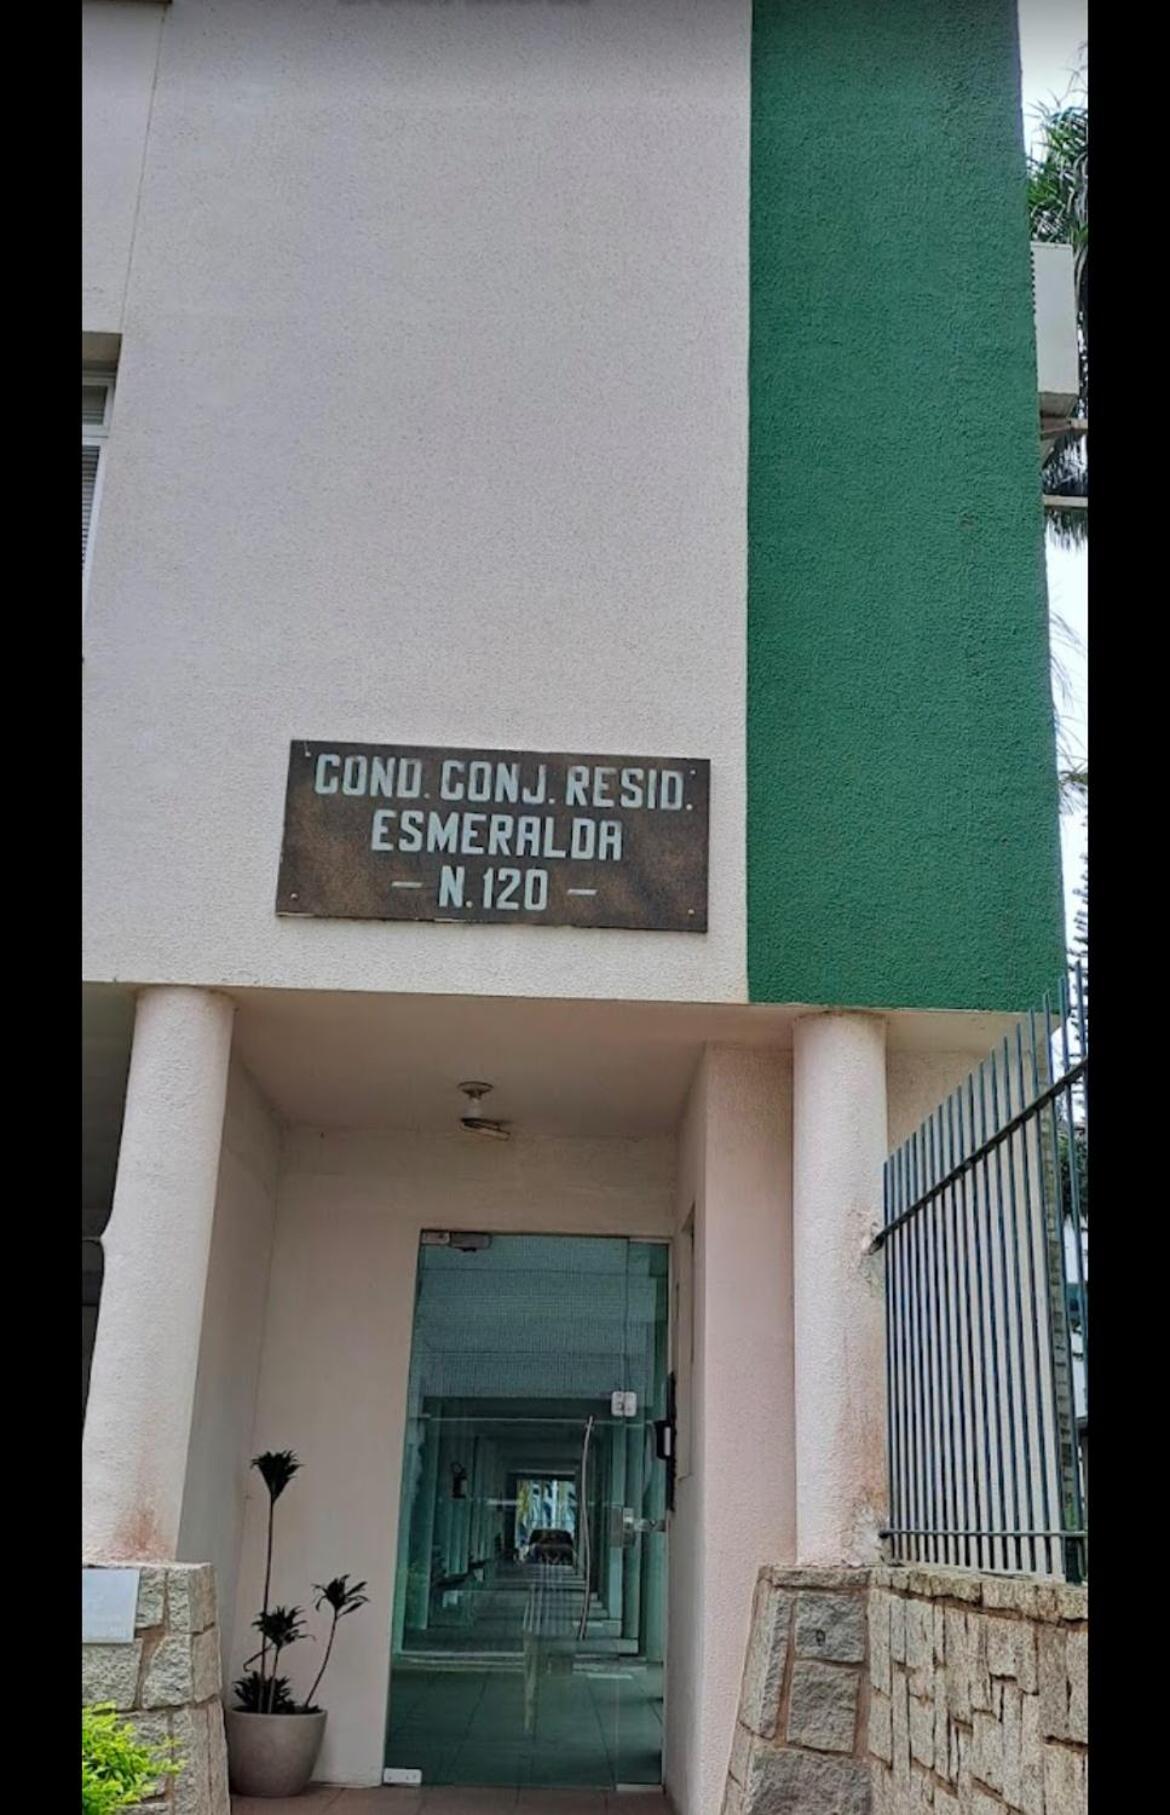 COND. CONJ. RESID.
ESMERALDA
- N. 120 -